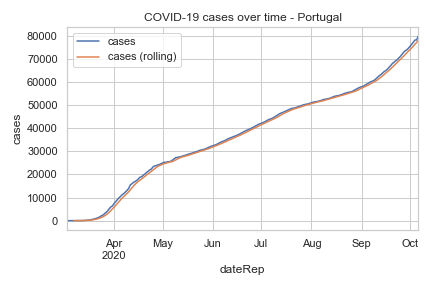 COVID-19 cases over time - Portugal
cases
cases (rolling)
80000
70000
60000
50000
40000
30000
20000
10000
0
cases
Apr
2020
May
Jun
Jul
Aug
Sep
Oct
dateRep